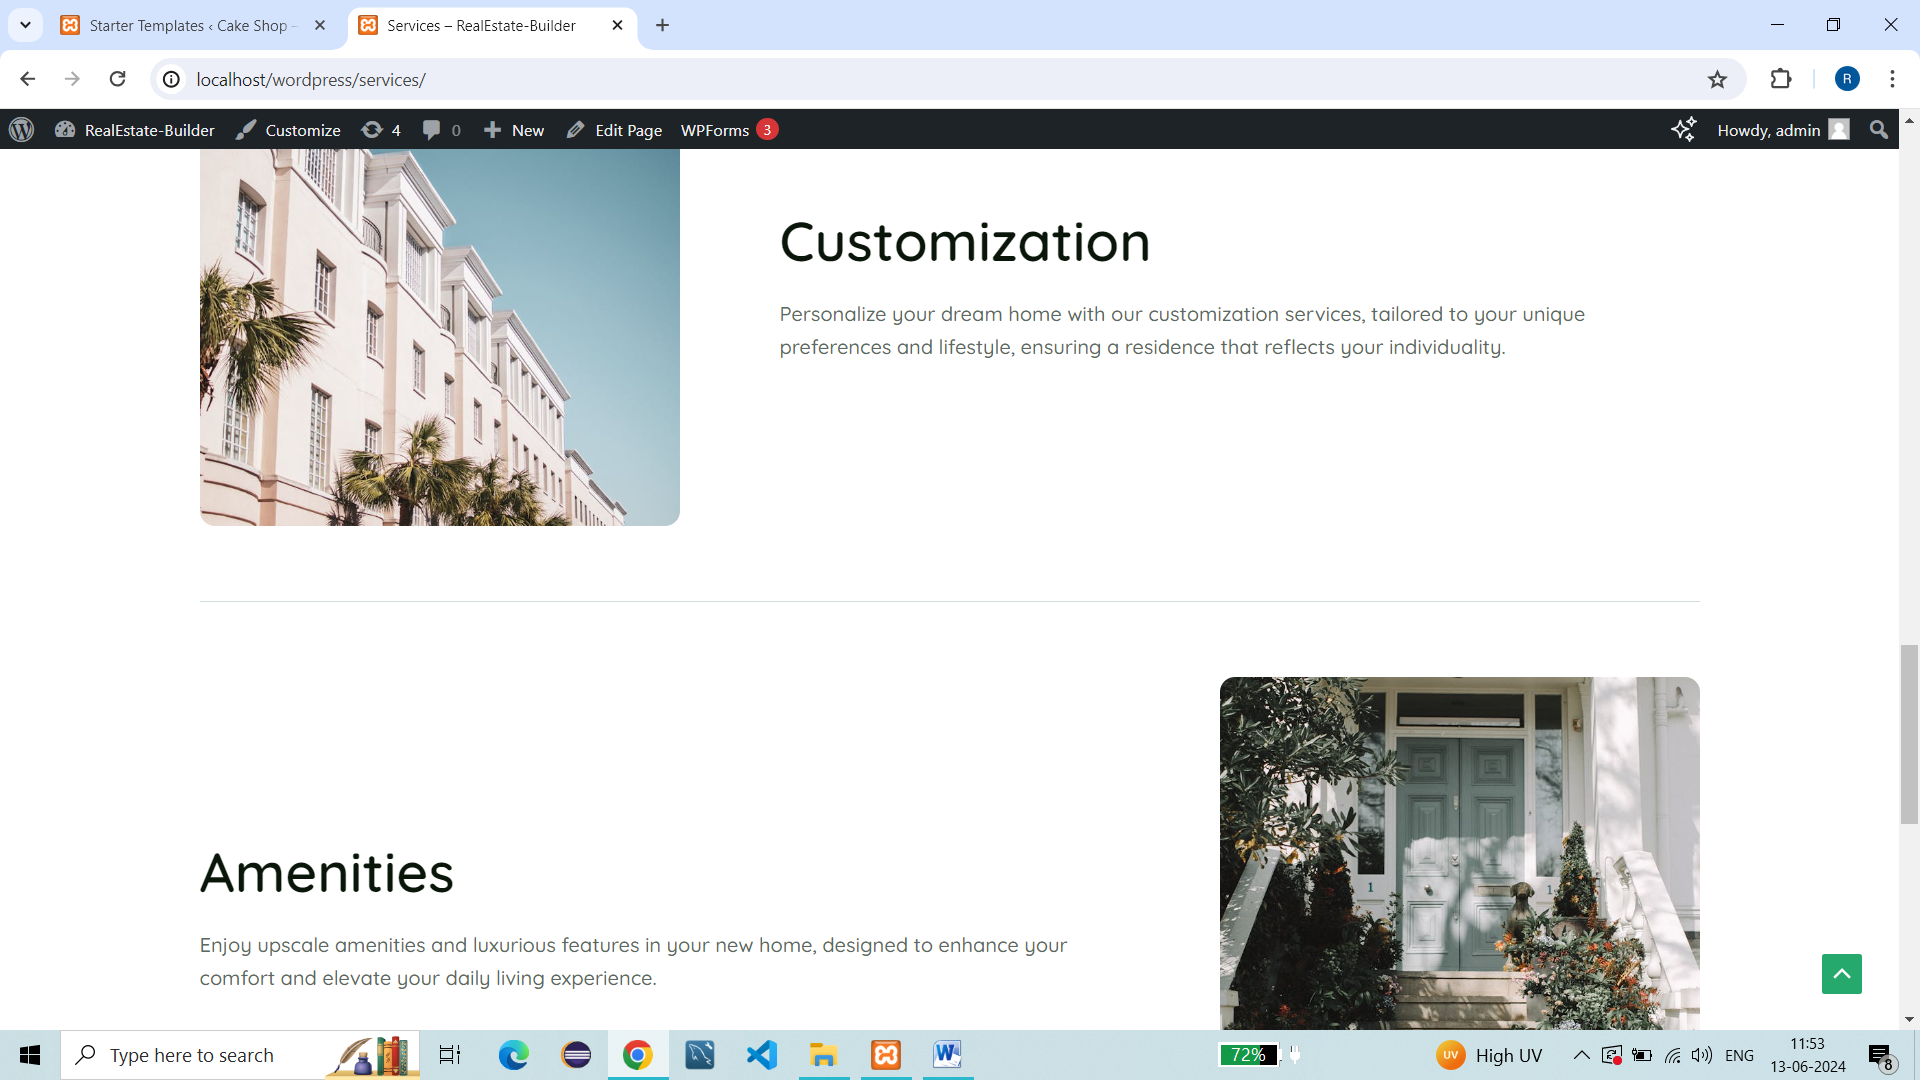 Starter Templates ‹ Cake Shop –
Services – RealEstate-Builder
localhost/wordpress/services/
R
RealEstate-Builder
Customize
4
0
New
Edit Page
WPForms 3
Howdy, admin
Customization
Personalize your dream home with our customization services, tailored to your unique
preferences and lifestyle, ensuring a residence that reflects your individuality.
Amenities
Enjoy upscale amenities and luxurious features in your new home, designed to enhance your
comfort and elevate your daily living experience.
1
1
Type here to search
72%
UV
High UV
ENG
11:53
13-06-2024
8